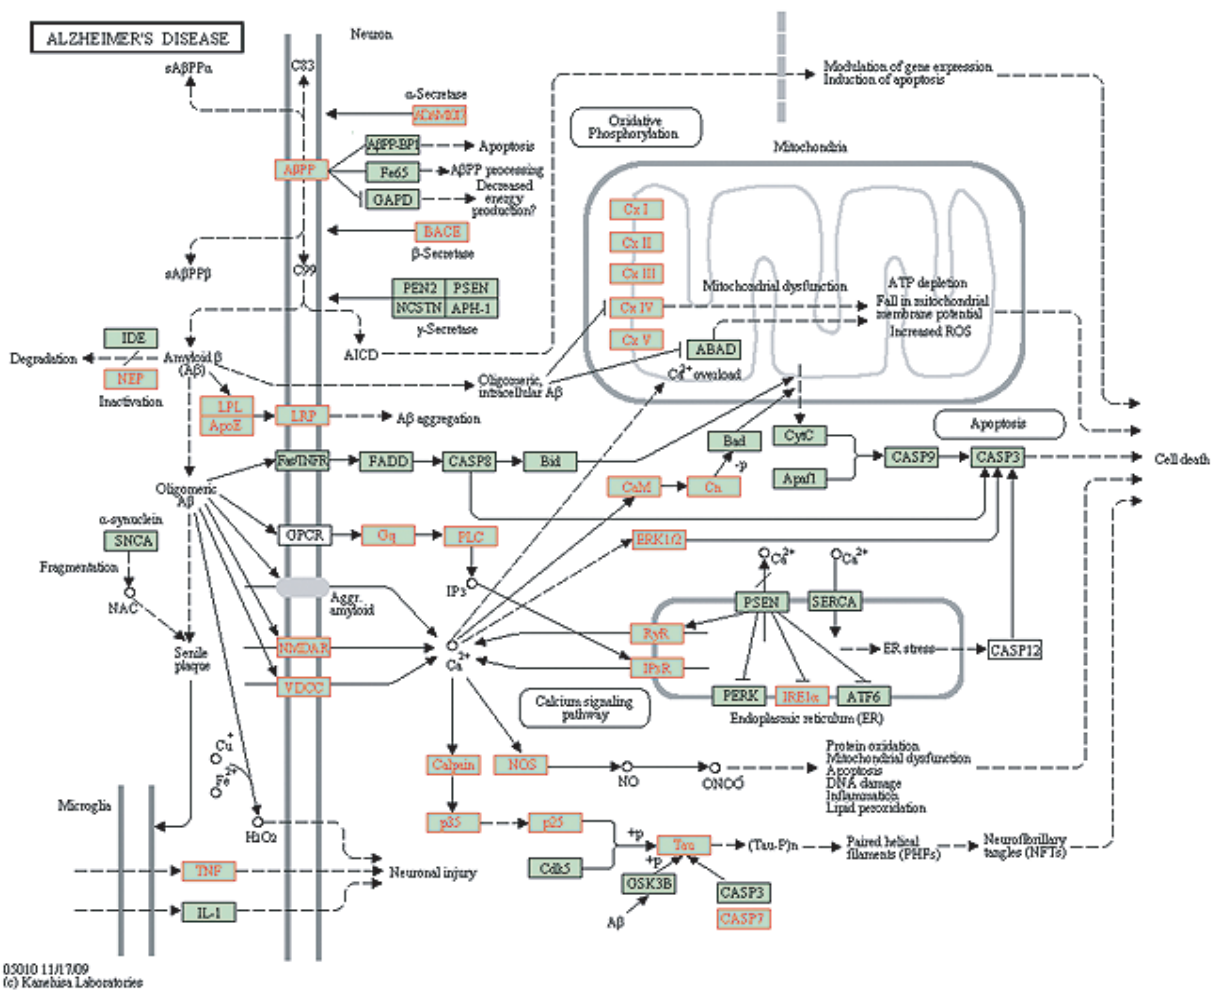 ALZHEIMER'S DISEASE
Neuron
sAβPPα
C83
α-Secretase
ADAM10
Modulation of gene expression
Induction of apoptosis
Oxidative
Phosphorylation
Mitochondria
AβPP
AβPP-BP1
Apoptosis
Fe65
AβPP processing
GAPD
Decreased
energy
production?
BACE
β-Secretase
sAβPPβ
C99
PEN2
PSEN
NCSTN
APH-1
γ-Secretase
Cx I
Cx II
Cx III
Cx IV
Cx V
Mitochondrial dysfunction
ATP depletion
Fall in mitochondrial
membrane potential
Increased ROS
ABAD
Ca2+ overload
IDE
Degradation
NEP
Inactivation
Amyloid β
(Aβ)
AICD
Oligomeric,
intracellular Aβ
LPL
ApoE
LRP
Aβ aggregation
Apoptosis
Fas/TNFR
FADD
CASP8
Bid
Bad
-p
CytC
Apaf1
CASP9
CASP3
Cell death
CaM
Cn
Oligomeric
Aβ
α-synuclein
SNCA
Fragmentation
NAC
GPCR
Gq
PLC
IP3
ERK1/2
Ca2+
Ca2+
PSEN
SERCA
Aggr.
amyloid
NMDAR
VDCC
Ca2+
RyR
IP3R
ER stress
CASP12
PERK
IRE1α
ATF6
Endoplasmic reticulum (ER)
Calcium signaling
pathway
Senile
plaque
Calpain
NOS
NO
ONOO-
Protein oxidation
Mitochondrial dysfunction
Apoptosis
DNA damage
Inflammation
Lipid peroxidation
Cu+
H2O2
Microglia
p35
p25
Cdk5
+p
+p
Tau
(Tau-P)n
Paired helical
filaments (PHFs)
Neurofibrillary
tangles (NFTs)
GSK3B
Aβ
CASP3
CASP7
TNF
IL-1
Neuronal injury
05010 11/17/09
(c) Kanehisa Laboratories